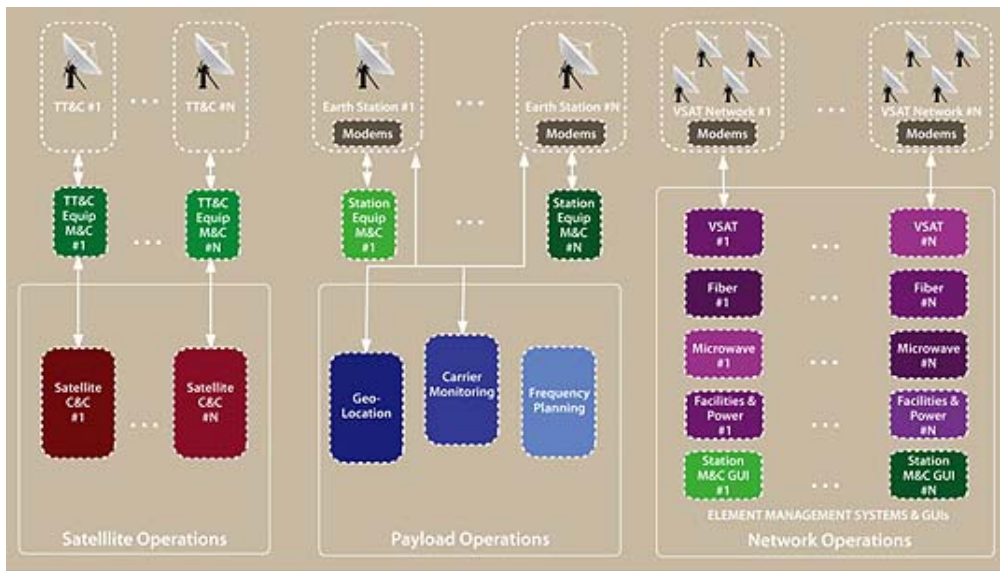 TT&C #1
...
TT&C #N
Earth Station #1
Modems
...
Earth Station #N
Modems
VSAT Network #1
Modems
...
VSAT Network #N
Modems
TT&C
Equip
M&C
#1
...
TT&C
Equip
M&C
#N
Station
Equip
M&C
#1
...
Station
Equip
M&C
#N
Satellite
C&C
#1
...
Satellite
C&C
#N
Satelllite Operations
Geo-
Location
Carrier
Monitoring
Frequency
Planning
Payload Operations
VSAT
#1
...
VSAT
#N
Fiber
#1
...
Fiber
#N
Microwave
#1
...
Microwave
#N
Facilities &
Power
#1
...
Facilities &
Power
#N
Station
M&C GUI
#1
...
Station
M&C GUI
#N
ELEMENT MANAGEMENT SYSTEMS & GUIs
Network Operations